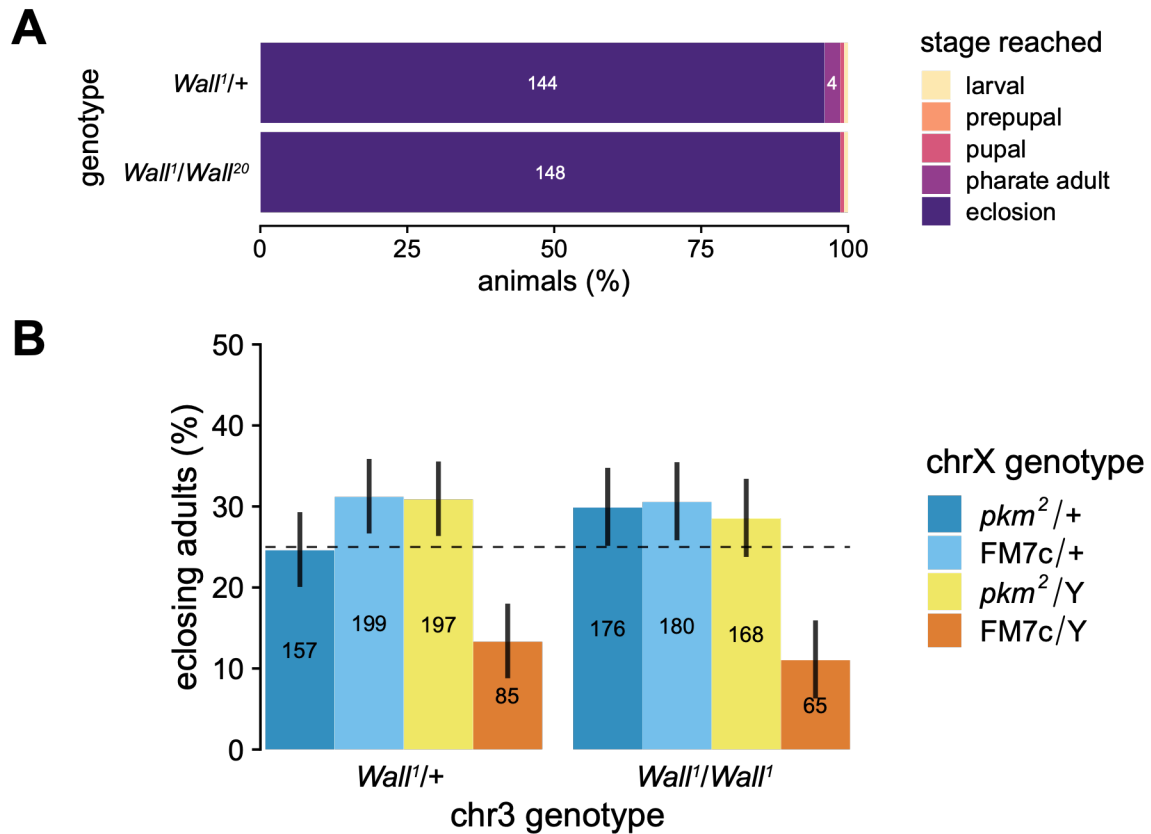 A
genotype
Wall¹/+
144
4
Wall¹/Wall²⁰
148
0
25
50
75
100
animals (%)
stage reached
larval
prepupal
pupal
pharate adult
eclosion
B
eclosing adults (%)
50
40
30
20
10
0
157
199
197
85
176
180
168
65
Wall¹/+
Wall¹/Wall¹
chr3 genotype
chrX genotype
pkm²/+
FM7c/+
pkm²/Y
FM7c/Y